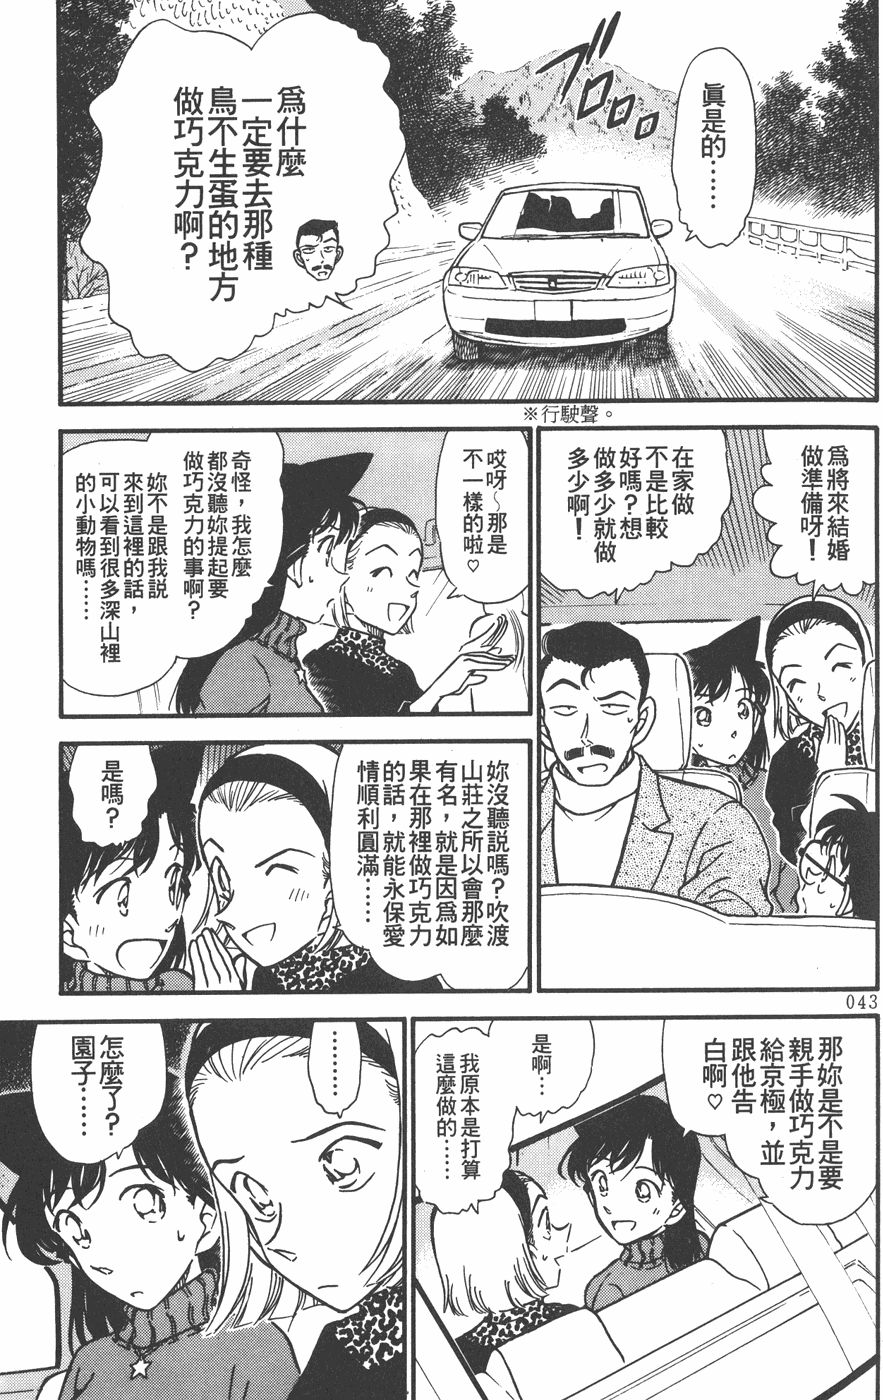 眞是的⋯⋯
爲什麼
一定要去那種
鳥不生蛋的地方
做巧克力啊？
※行駛聲。
爲將來結婚
做準備呀！
在家做
不是比較
好嗎？想
做多少就做
多少啊！
哎呀～那是
不一樣的啦♡
奇怪，我怎麼
都沒聽妳提起要
做巧克力的事啊？
妳不是跟我說
來到這裡的話，
可以看到很多深山裡
的小動物嗎⋯⋯
妳沒聽說嗎？吹渡
山莊之所以會那麼
有名，就是因爲如
果在那裡做巧克力
的話，就能永保愛
情順利圓滿⋯⋯
是嗎？
043
那妳是不是要
親手做巧克力
給京極，並
跟他告
白啊♡
是啊⋯
我原本是打算
這麼做的⋯⋯
⋯⋯⋯
怎麼了？
園子⋯⋯